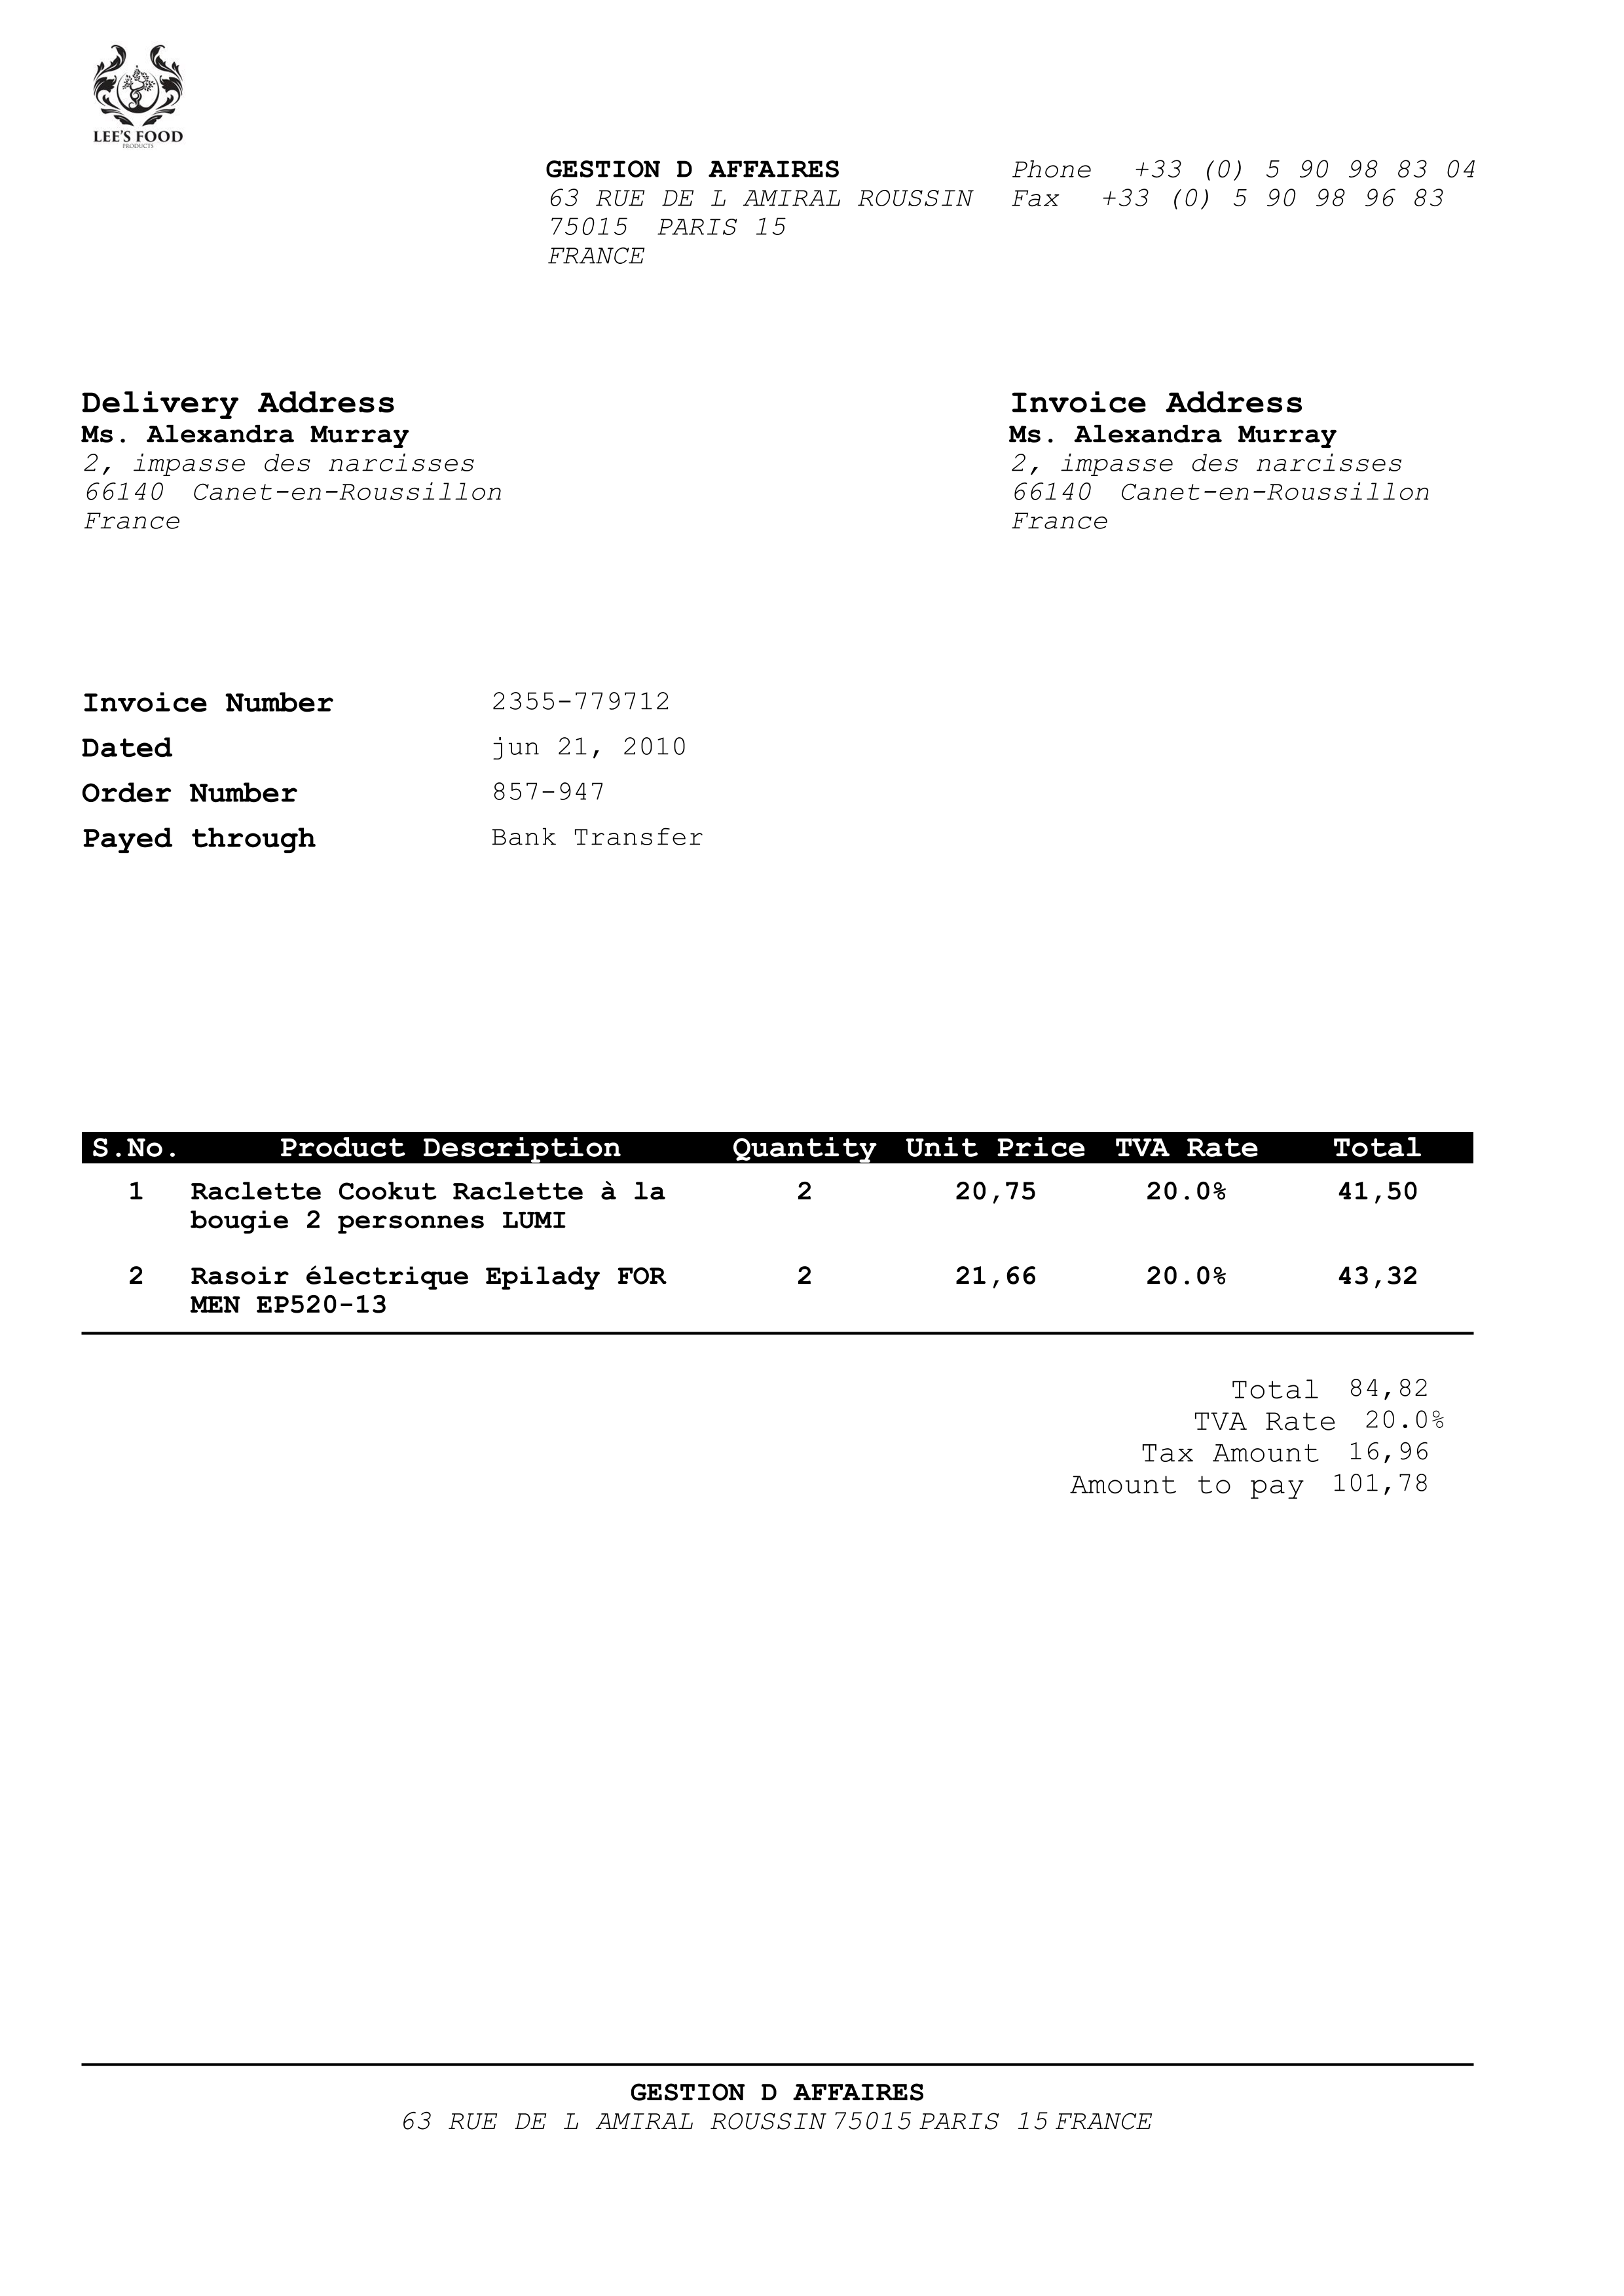 LEE'S FOOD
PRODUCTS
GESTION D AFFAIRES
63 RUE DE L AMIRAL ROUSSIN
75015 PARIS 15
FRANCE
Phone +33 (0) 5 90 98 83 04
Fax +33 (0) 5 90 98 96 83
Delivery Address
Ms. Alexandra Murray
2, impasse des narcisses
66140 Canet-en-Roussillon
France
Invoice Address
Ms. Alexandra Murray
2, impasse des narcisses
66140 Canet-en-Roussillon
France
Invoice Number 2355-779712
Dated jun 21, 2010
Order Number 857-947
Payed through Bank Transfer
S.No. Product Description Quantity Unit Price TVA Rate Total
1 Raclette Cookut Raclette à la 2 20,75 20.0% 41,50
bougie 2 personnes LUMI
2 Rasoir électrique Epilady FOR 2 21,66 20.0% 43,32
MEN EP520-13
Total 84,82
TVA Rate 20.0%
Tax Amount 16,96
Amount to pay 101,78
GESTION D AFFAIRES
63 RUE DE L AMIRAL ROUSSIN 75015 PARIS 15 FRANCE